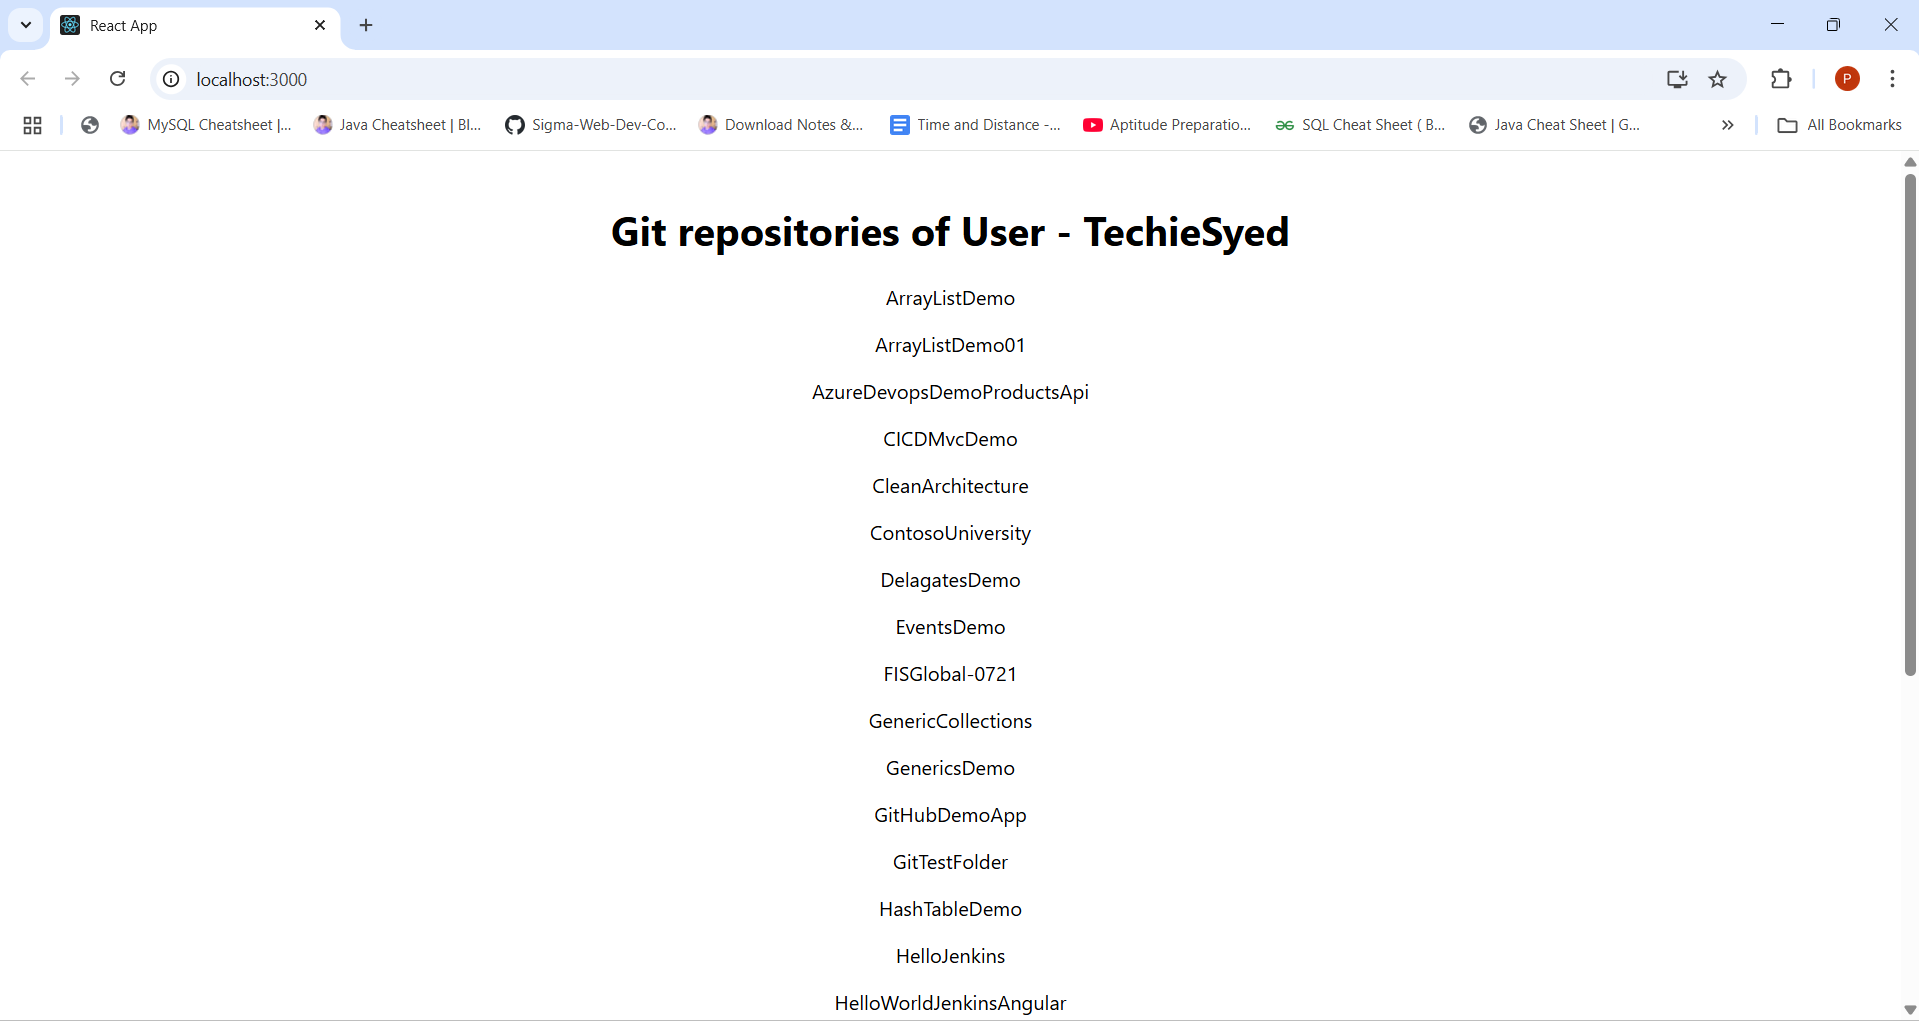 React App
localhost:3000
MySQL Cheatsheet |...
Java Cheatsheet | Bl...
Sigma-Web-Dev-Co...
Download Notes &...
Time and Distance -...
Aptitude Preparatio...
SQL Cheat Sheet ( B...
Java Cheat Sheet | G...
All Bookmarks
P
Git repositories of User - TechieSyed
ArrayListDemo
ArrayListDemo01
AzureDevopsDemoProductsApi
CICDMvcDemo
CleanArchitecture
ContosoUniversity
DelagatesDemo
EventsDemo
FISGlobal-0721
GenericCollections
GenericsDemo
GitHubDemoApp
GitTestFolder
HashTableDemo
HelloJenkins
HelloWorldJenkinsAngular